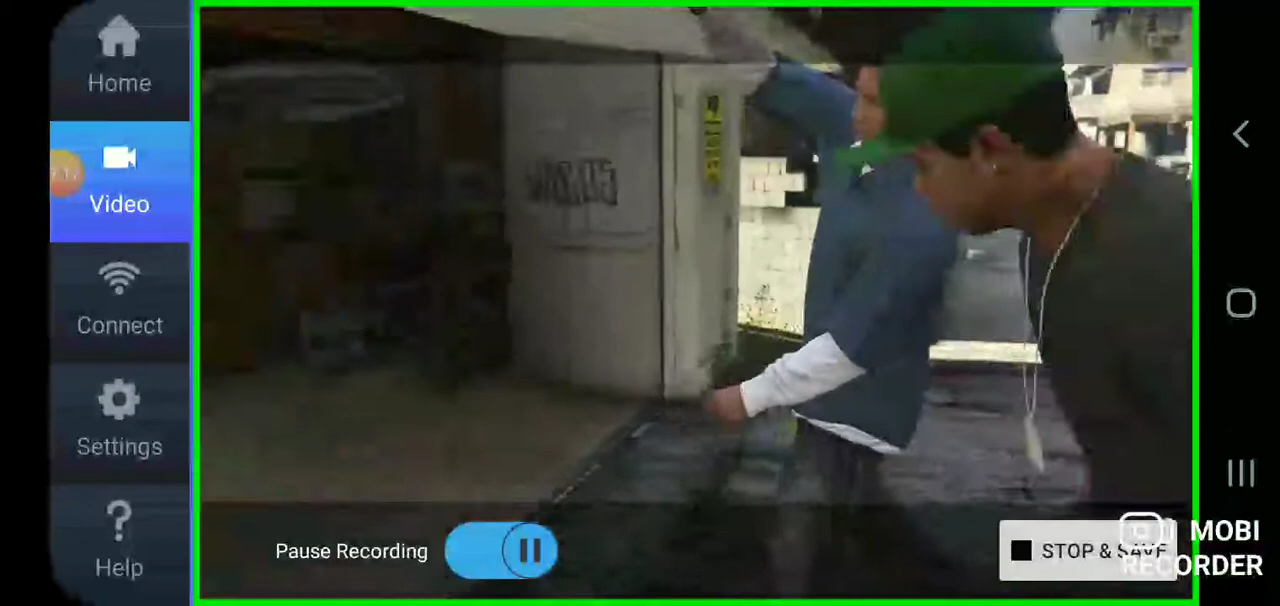 Home
Video
Connect
Settings
Help
Pause Recording
STOP & SAVE
MOBI
RECORDER